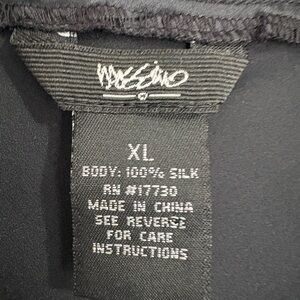 mossimo
XL
BODY: 100% SILK
RN #17730
MADE IN CHINA
SEE REVERSE
FOR CARE
INSTRUCTIONS